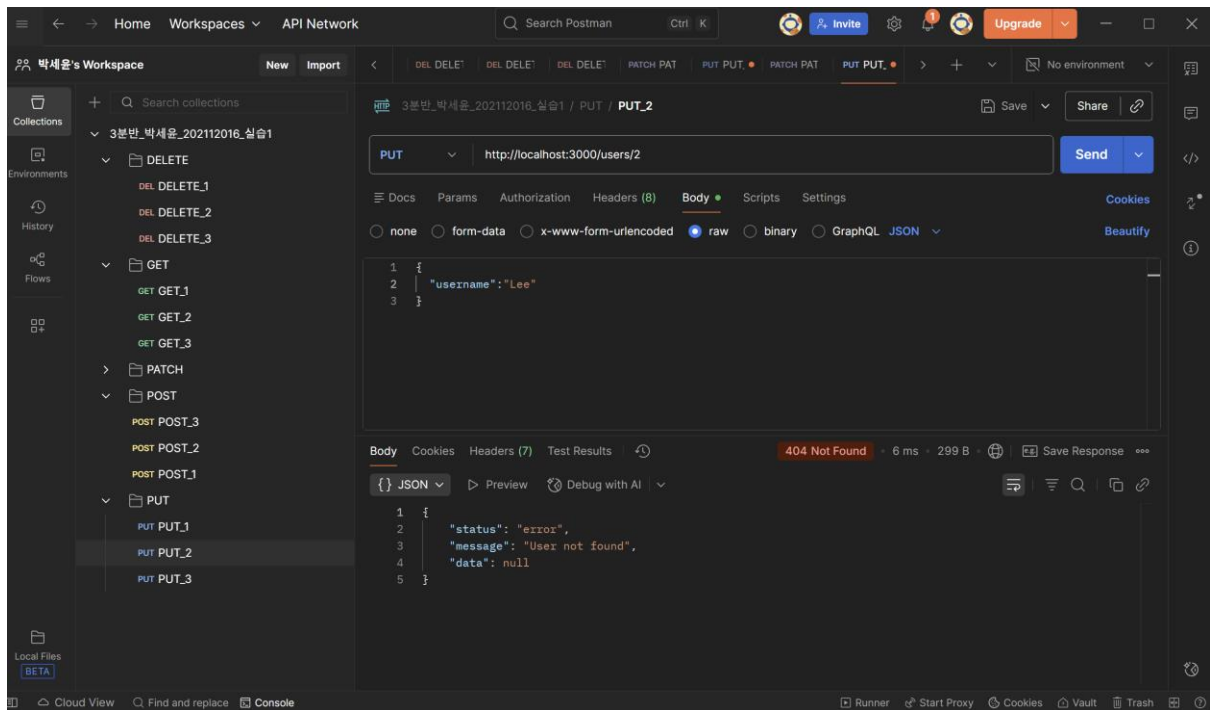 Home Workspaces API Network Search Postman Ctrl K Invite 1 Upgrade
박세윤's Workspace New Import DEL DELET DEL DELET DEL DELET PATCH PAT PUT PUT_ PATCH PAT PUT PUT_ No environment
Collections
Environments
History
Flows
Local Files
BETA
Search collections
3분반_박세윤_202112016_실습1
DELETE
DEL DELETE_1
DEL DELETE_2
DEL DELETE_3
GET
GET GET_1
GET GET_2
GET GET_3
PATCH
POST
POST POST_3
POST POST_2
POST POST_1
PUT
PUT PUT_1
PUT PUT_2
PUT PUT_3
HTTP 3분반_박세윤_202112016_실습1 / PUT / PUT_2 Save Share
PUT http://localhost:3000/users/2 Send
Docs Params Authorization Headers (8) Body Scripts Settings Cookies
none form-data x-www-form-urlencoded raw binary GraphQL JSON Beautify
1 {
2 "username":"Lee"
3 }
Body Cookies Headers (7) Test Results 404 Not Found 6 ms 299 B Save Response
{} JSON Preview Debug with AI
1 {
2 "status": "error",
3 "message": "User not found",
4 "data": null
5 }
Cloud View Find and replace Console Runner Start Proxy Cookies Vault Trash